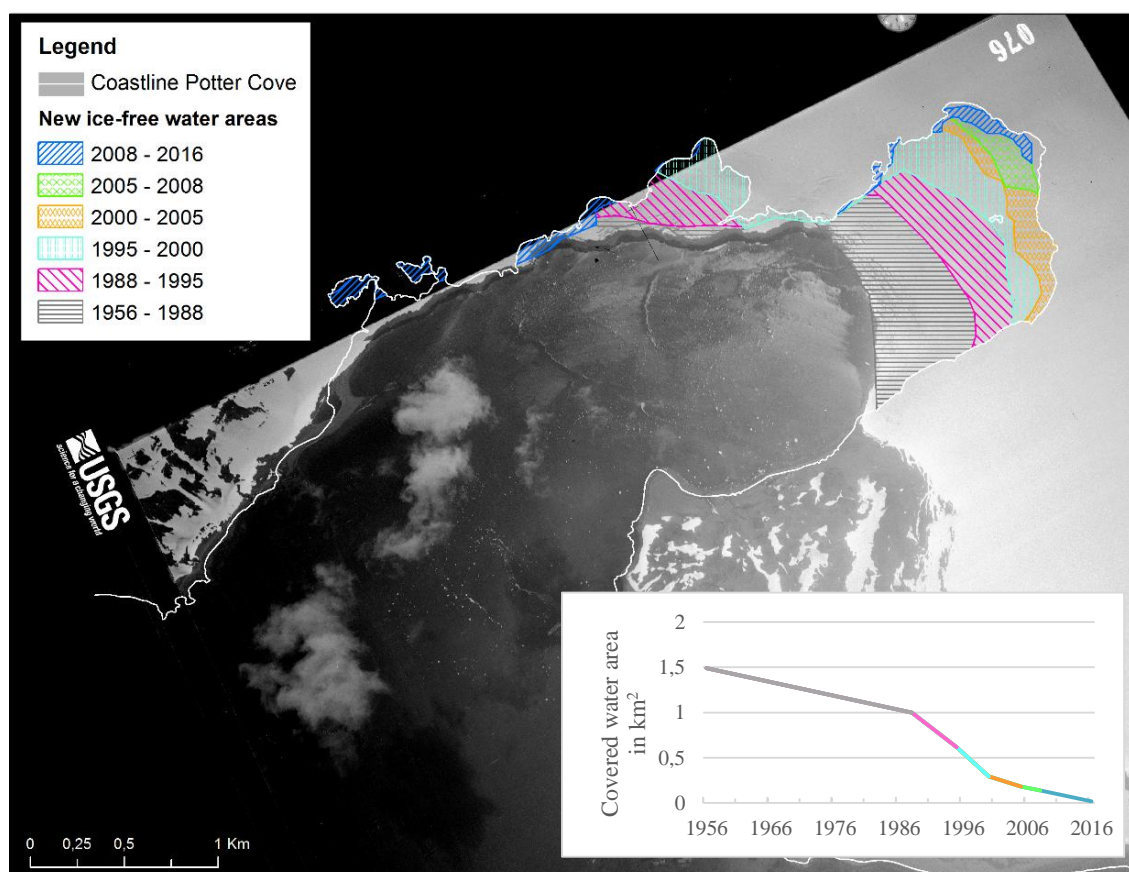 Legend
Coastline Potter Cove
New ice-free water areas
2008 - 2016
2005 - 2008
2000 - 2005
1995 - 2000
1988 - 1995
1956 - 1988
076
USGS
science for a changing world
Covered water area
in km²
2
1,5
1
0,5
0
1956 1966 1976 1986 1996 2006 2016
0 0,25 0,5 1 Km